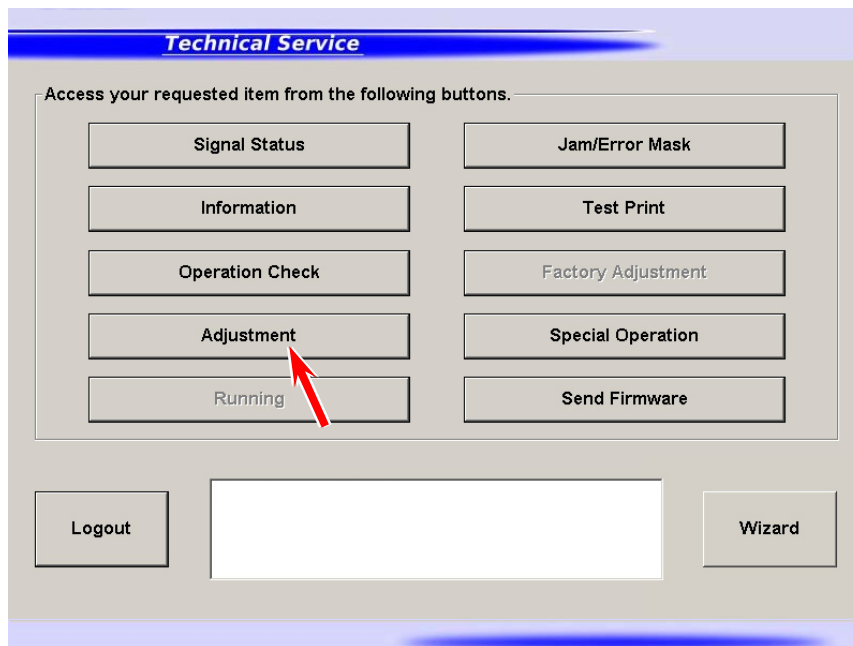 Technical Service
Access your requested item from the following buttons.
Signal Status
Jam/Error Mask
Information
Test Print
Operation Check
Factory Adjustment
Adjustment
Special Operation
Running
Send Firmware
Logout
Wizard